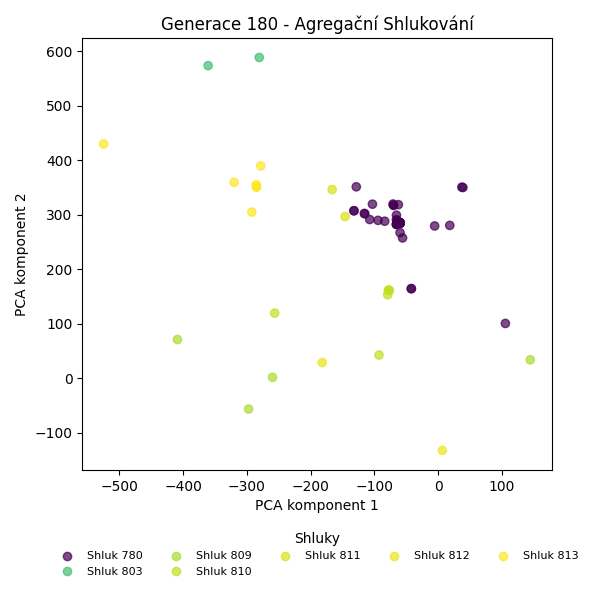 Generace 180 - Agregační Shlukování
600
500
400
300
200
100
0
−100
PCA komponent 2
−500 −400 −300 −200 −100 0 100
PCA komponent 1
Shluky
Shluk 780 Shluk 809 Shluk 811 Shluk 812 Shluk 813
Shluk 803 Shluk 810